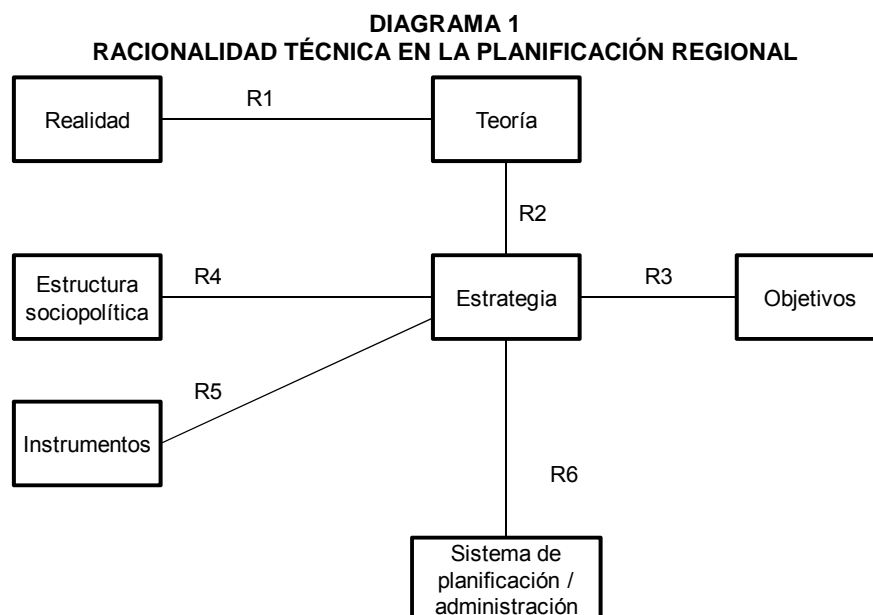 DIAGRAMA 1
RACIONALIDAD TÉCNICA EN LA PLANIFICACIÓN REGIONAL
Realidad
R1
Teoría
R2
Estructura
sociopolítica
R4
Estrategia
R3
Objetivos
R5
Instrumentos
R6
Sistema de
planificación /
administración